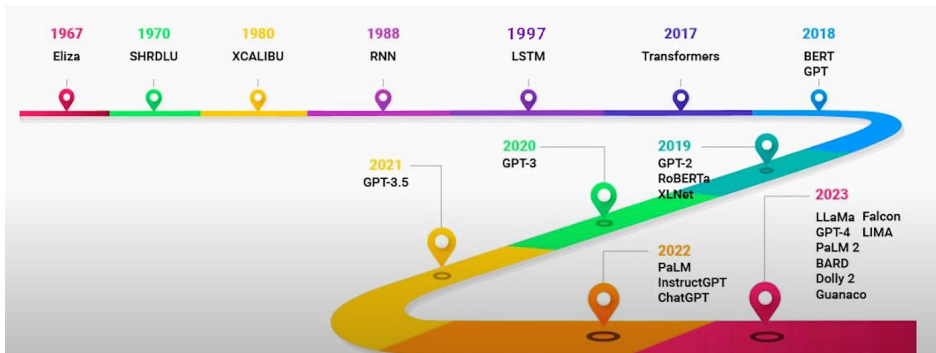 1967
Eliza
1970
SHRDLU
1980
XCALIBU
1988
RNN
1997
LSTM
2017
Transformers
2018
BERT
GPT
2019
GPT-2
RoBERTa
XLNet
2020
GPT-3
2021
GPT-3.5
2022
PaLM
InstructGPT
ChatGPT
2023
LLaMa Falcon
GPT-4 LIMA
PaLM 2
BARD
Dolly 2
Guanaco